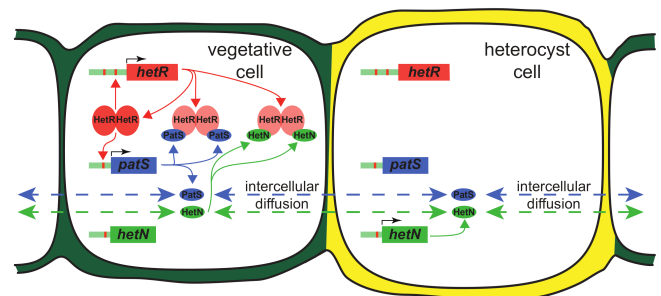 vegetative
cell
heterocyst
cell
hetR
hetR
HetR HetR
HetR HetR
HetR HetR
PatS
PatS
HetN
HetN
patS
patS
PatS
intercellular
diffusion
HetN
PatS
intercellular
diffusion
HetN
hetN
hetN